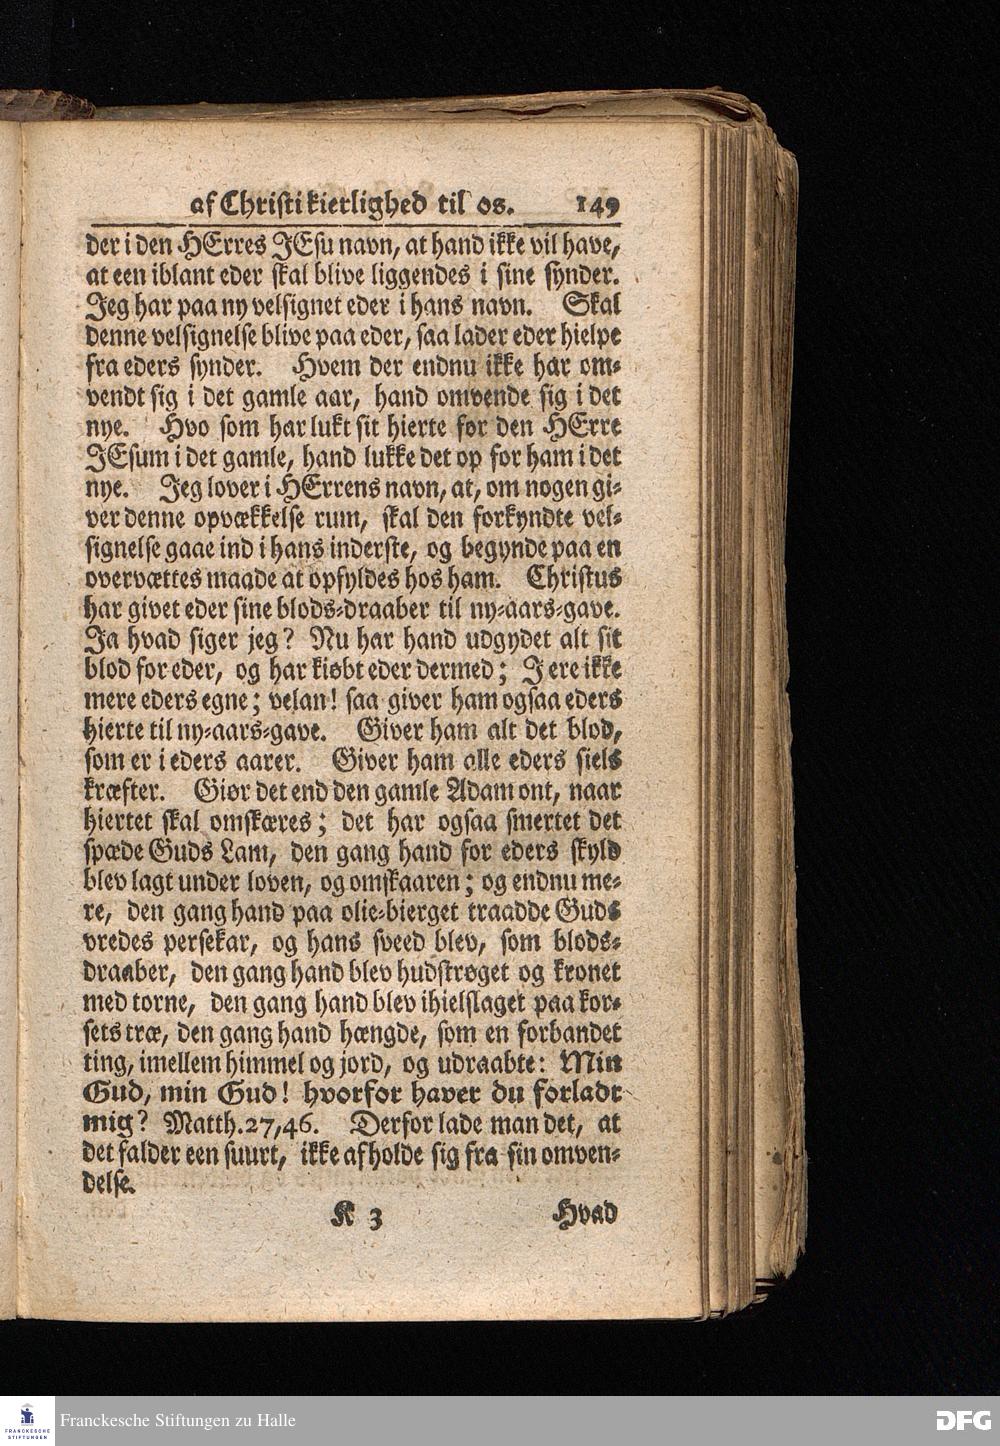 af Christi kierlighed til os. 149
der i den HErres JEsu navn, at hand ikke vil have,
at een iblant eder skal blive liggendes i sine synder.
Jeg har paa ny velsignet eder i hans navn. Skal
denne velsignelse blive paa eder, saa lader eder hielpe
fra eders synder. Hvem der endnu ikke har om-
vendt sig i det gamle aar, hand omvende sig i det
nye. Hvo som har lukt sit hierte for den HErre
JEsum i det gamle, hand lukke det op for ham i det
nye. Jeg lover i HErrens navn, at, om nogen gi-
ver denne opvækkelse rum, skal den forkyndte vel-
signelse gaae ind i hans inderste, og begynde paa en
overvættes maade at opfyldes hos ham. Christus
har givet eder sine blods-draaber til ny-aars-gave.
Ja hvad siger jeg? Nu har hand udgydet alt sit
blod for eder, og har kiøbt eder dermed; J ere ikke
mere eders egne; velan! saa giver ham ogsaa eders
hierte til ny-aars-gave. Giver ham alt det blod,
som er i eders aarer. Giver ham alle eders siels
kræfter. Giør det end den gamle Adam ont, naar
hiertet skal omskæres; det har ogsaa smertet det
spæde Guds Lam, den gang hand for eders skyld
blev lagt under loven, og omskaaren; og endnu me-
re, den gang hand paa olie-bierget traadde Guds
vredes persekar, og hans sveed blev, som blods-
draaber, den gang hand blev hudstrøget og kronet
med torne, den gang hand blev ihielslaget paa kor-
sets træ, den gang hand hængde, som en forbandet
ting, imellem himmel og jord, og udraabte: Min
Gud, min Gud! hvorfor haver du forladt
mig? Matth. 27, 46. Derfor lade man det, at
det falder een suurt, ikke afholde sig fra sin omven-
delse.
K 3 Hvad
FRANCKESCHE
STIFTUNGEN
Franckesche Stiftungen zu Halle
DFG